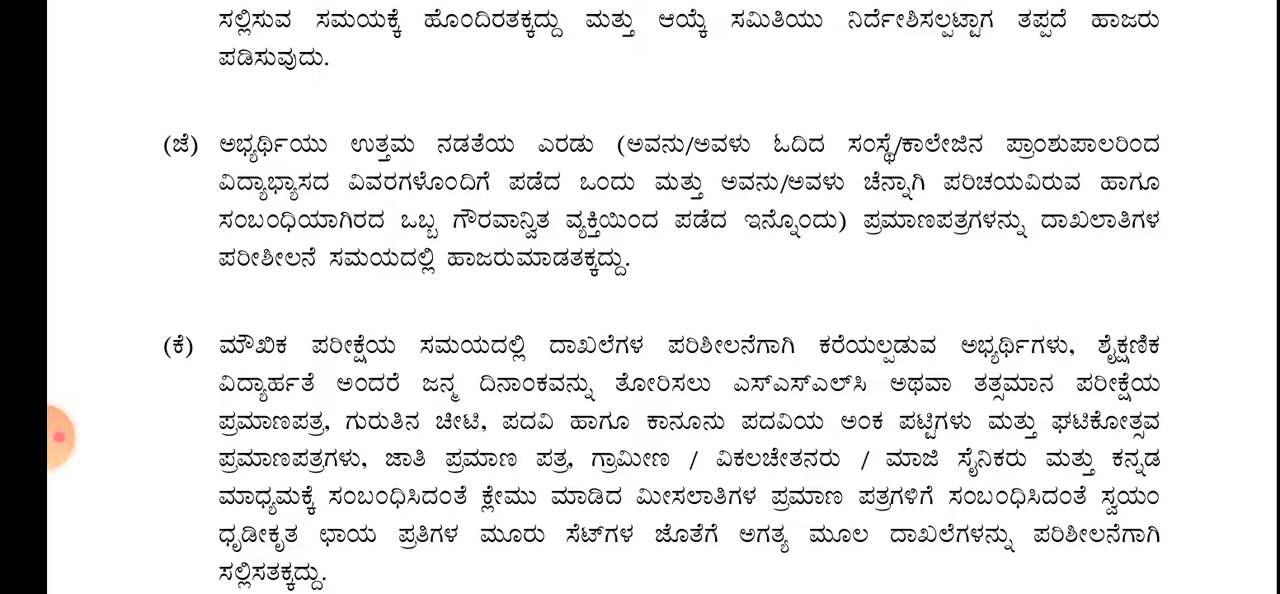 ಸಲ್ಲಿಸುವ ಸಮಯಕ್ಕೆ ಹೊಂದಿರತಕ್ಕದ್ದು ಮತ್ತು ಆಯ್ಕೆ ಸಮಿತಿಯು ನಿರ್ದೇಶಿಸಲ್ಪಟ್ಟಾಗ ತಪ್ಪದೆ ಹಾಜರು
ಪಡಿಸುವುದು.
(ಜೆ) ಅಭ್ಯರ್ಥಿಯು ಉತ್ತಮ ನಡತೆಯ ಎರಡು (ಅವನು/ಅವಳು ಓದಿದ ಸಂಸ್ಥೆ/ಕಾಲೇಜಿನ ಪ್ರಾಂಶುಪಾಲರಿಂದ
ವಿದ್ಯಾಭ್ಯಾಸದ ವಿವರಗಳೊಂದಿಗೆ ಪಡೆದ ಒಂದು ಮತ್ತು ಅವನು/ಅವಳು ಚೆನ್ನಾಗಿ ಪರಿಚಯವಿರುವ ಹಾಗೂ
ಸಂಬಂಧಿಯಾಗಿರದ ಒಬ್ಬ ಗೌರವಾನ್ವಿತ ವ್ಯಕ್ತಿಯಿಂದ ಪಡೆದ ಇನ್ನೊಂದು) ಪ್ರಮಾಣಪತ್ರಗಳನ್ನು ದಾಖಲಾತಿಗಳ
ಪರೀಶೀಲನೆ ಸಮಯದಲ್ಲಿ ಹಾಜರುಮಾಡತಕ್ಕದ್ದು.
(ಕೆ) ಮೌಖಿಕ ಪರೀಕ್ಷೆಯ ಸಮಯದಲ್ಲಿ ದಾಖಲೆಗಳ ಪರಿಶೀಲನೆಗಾಗಿ ಕರೆಯಲ್ಪಡುವ ಅಭ್ಯರ್ಥಿಗಳು, ಶೈಕ್ಷಣಿಕ
ವಿದ್ಯಾರ್ಹತೆ ಅಂದರೆ ಜನ್ಮ ದಿನಾಂಕವನ್ನು ತೋರಿಸಲು ಎಸ್ಎಸ್ಎಲ್‌ಸಿ ಅಥವಾ ತತ್ಸಮಾನ ಪರೀಕ್ಷೆಯ
ಪ್ರಮಾಣಪತ್ರ, ಗುರುತಿನ ಚೀಟಿ, ಪದವಿ ಹಾಗೂ ಕಾನೂನು ಪದವಿಯ ಅಂಕ ಪಟ್ಟಿಗಳು ಮತ್ತು ಘಟಿಕೋತ್ಸವ
ಪ್ರಮಾಣಪತ್ರಗಳು, ಜಾತಿ ಪ್ರಮಾಣ ಪತ್ರ, ಗ್ರಾಮೀಣ / ವಿಕಲಚೇತನರು / ಮಾಜಿ ಸೈನಿಕರು ಮತ್ತು ಕನ್ನಡ
ಮಾಧ್ಯಮಕ್ಕೆ ಸಂಬಂಧಿಸಿದಂತೆ ಕ್ಲೇಮು ಮಾಡಿದ ಮೀಸಲಾತಿಗಳ ಪ್ರಮಾಣ ಪತ್ರಗಳಿಗೆ ಸಂಬಂಧಿಸಿದಂತೆ ಸ್ವಯಂ
ಧೃಡೀಕೃತ ಛಾಯ ಪ್ರತಿಗಳ ಮೂರು ಸೆಟ್‌ಗಳ ಜೊತೆಗೆ ಅಗತ್ಯ ಮೂಲ ದಾಖಲೆಗಳನ್ನು ಪರಿಶೀಲನೆಗಾಗಿ
ಸಲ್ಲಿಸತಕ್ಕದ್ದು.